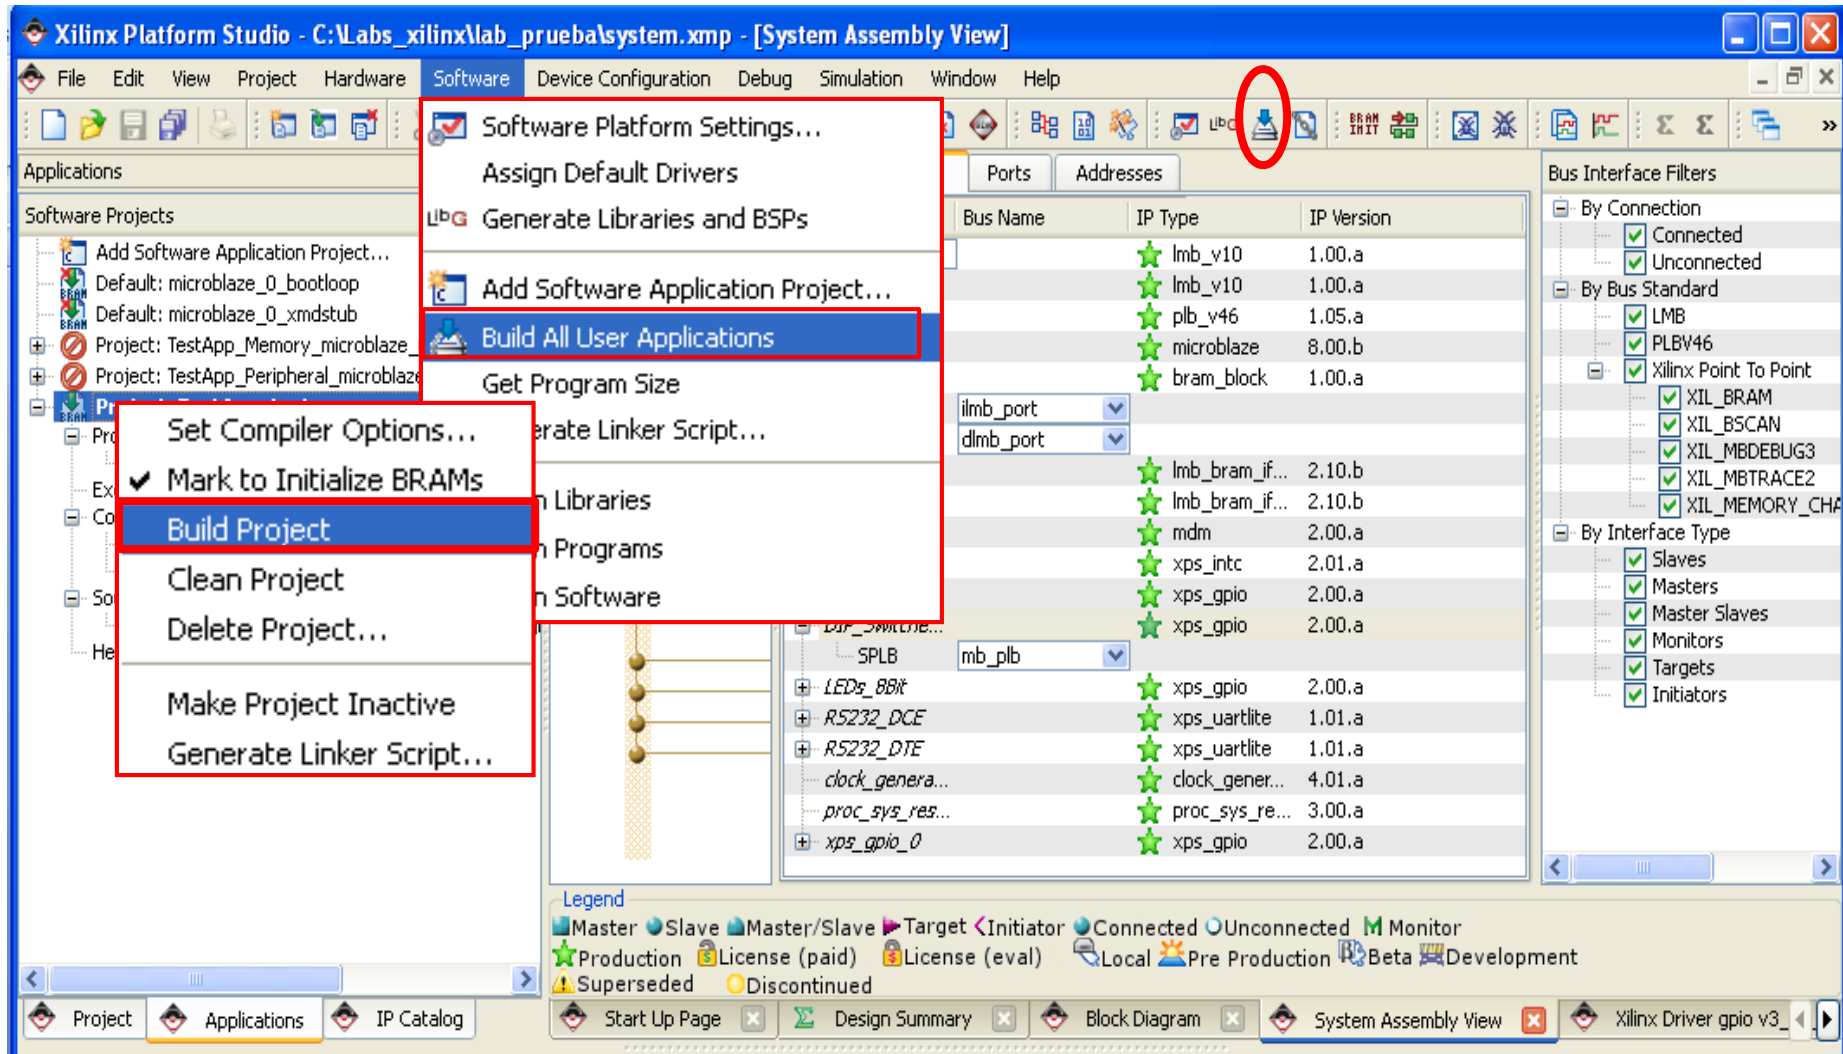 Xilinx Platform Studio - C:\Labs_xilinx\lab_prueba\system.xmp - [System Assembly View]
File Edit View Project Hardware Software Device Configuration Debug Simulation Window Help
BRAM INIT
»
Applications
Software Projects
Add Software Application Project...
Default: microblaze_0_bootloop
Default: microblaze_0_xmdstub
Project: TestApp_Memory_microblaze_
Project: TestApp_Peripheral_microblaze
Set Compiler Options...
Mark to Initialize BRAMs
Build Project
Clean Project
Delete Project...
Make Project Inactive
Generate Linker Script...
Software Platform Settings...
Assign Default Drivers
LibG Generate Libraries and BSPs
Add Software Application Project...
Build All User Applications
Get Program Size
erate Linker Script...
n Libraries
n Programs
n Software
Ports Addresses
Bus Name IP Type IP Version
lmb_v10 1.00.a
lmb_v10 1.00.a
plb_v46 1.05.a
microblaze 8.00.b
bram_block 1.00.a
ilmb_port
dlmb_port
lmb_bram_if... 2.10.b
lmb_bram_if... 2.10.b
mdm 2.00.a
xps_intc 2.01.a
xps_gpio 2.00.a
xps_gpio 2.00.a
SPLB mb_plb
LEDs_8Bit xps_gpio 2.00.a
RS232_DCE xps_uartlite 1.01.a
RS232_DTE xps_uartlite 1.01.a
clock_genera... clock_gener... 4.01.a
proc_sys_res... proc_sys_re... 3.00.a
xps_gpio_0 xps_gpio 2.00.a
Bus Interface Filters
By Connection
Connected
Unconnected
By Bus Standard
LMB
PLBV46
Xilinx Point To Point
XIL_BRAM
XIL_BSCAN
XIL_MBDEBUG3
XIL_MBTRACE2
XIL_MEMORY_CHA
By Interface Type
Slaves
Masters
Master Slaves
Monitors
Targets
Initiators
Legend
Master Slave Master/Slave Target Initiator Connected Unconnected Monitor
Production License (paid) License (eval) Local Pre Production Beta Development
Superseded Discontinued
Project Applications IP Catalog
Start Up Page Design Summary Block Diagram System Assembly View Xilinx Driver gpio v3_